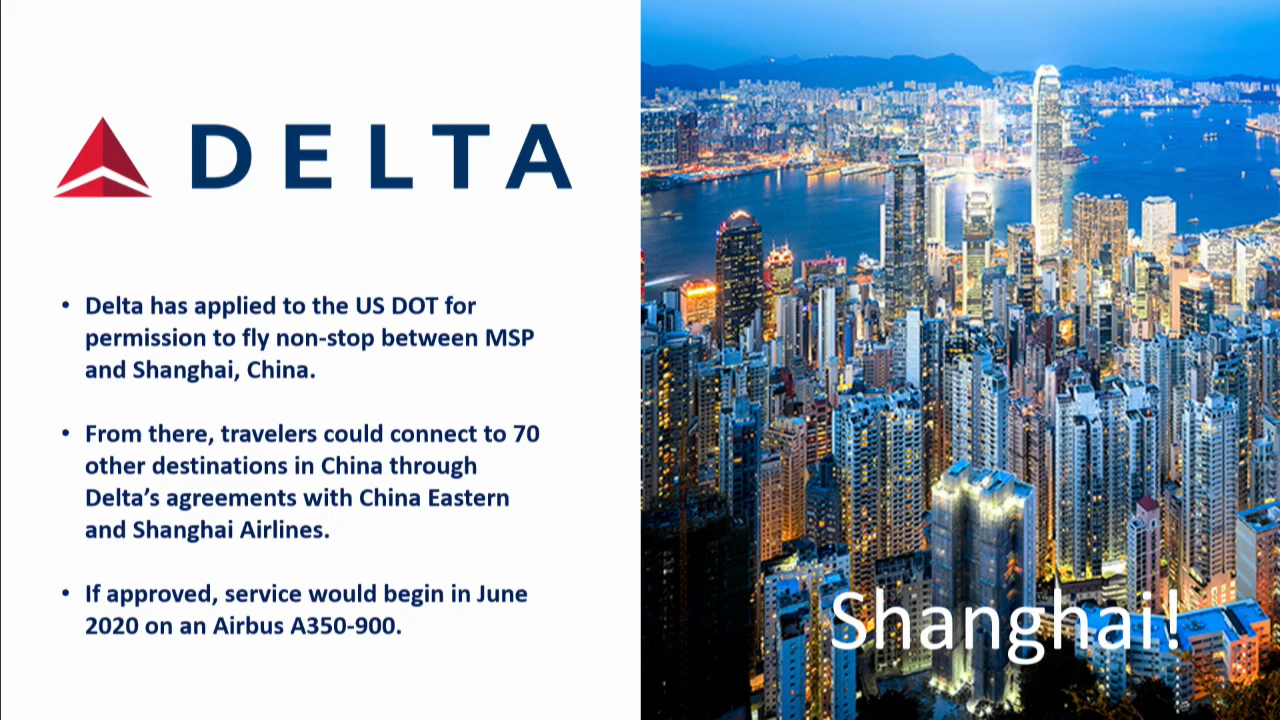 DELTA
• Delta has applied to the US DOT for
permission to fly non-stop between MSP
and Shanghai, China.
• From there, travelers could connect to 70
other destinations in China through
Delta’s agreements with China Eastern
and Shanghai Airlines.
• If approved, service would begin in June
2020 on an Airbus A350-900.
Shanghai!